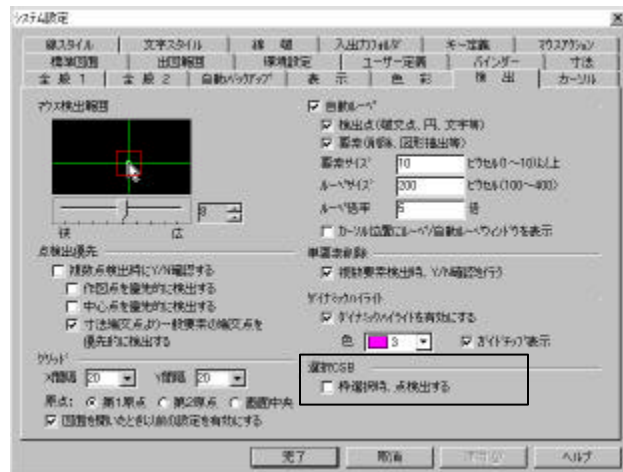 システム設定
線スタイル 文字スタイル 線幅 入出力フォルダ キー定義 マウスアクション
標準図面 出図範囲 環境設定 ユーザー定義 バインダー 寸法
全般1 全般2 自動バックアップ 表示 色彩 検出 カーソル
マウス検出範囲
8
狭 広
点検出優先
複数点検出時にY/N確認する
作図点を優先的に検出する
中心点を優先的に検出する
寸法端交点より一般要素の端交点を
優先的に検出する
グリッド
X間隔 20 Y間隔 20
原点: 第1原点 第2原点 画面中央
図面を開いたとき以前の設定を有効にする
自動ルーペ
検出点(端交点、円、文字等)
要素(削除、図形抽出等)
要素サイズ 10 ピクセル(1~10)以上
ルーペサイズ 200 ピクセル(100~400)
ルーペ倍率 5 倍
カーソル位置にルーペ/自動ルーペウィンドウを表示
単要素削除
複数要素検出時、Y/N確認を行う
ダイナミックハイライト
ダイナミックハイライトを有効にする
色 3 ガイドチップ表示
選択CSB
枠選択時、点検出する
完了 取消 ヘルプ